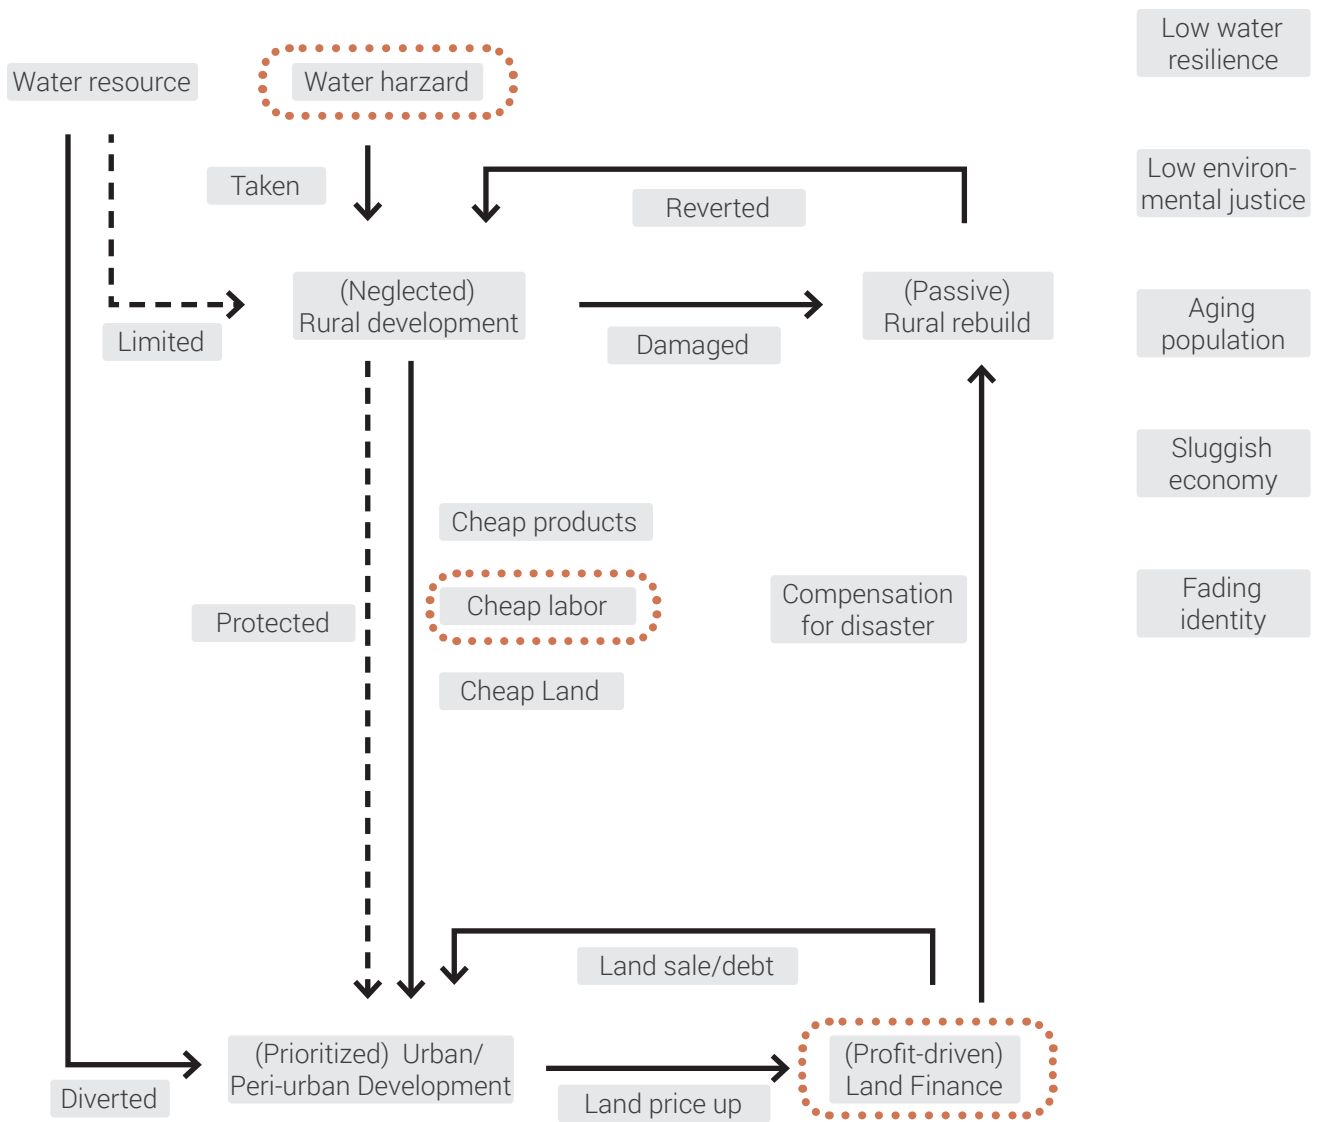 Low water
resilience
Water resource
Water harzard
Low environ-
mental justice
Taken
Reverted
(Neglected)
Rural development
(Passive)
Rural rebuild
Aging
population
Limited
Damaged
Sluggish
economy
Cheap products
Cheap labor
Protected
Compensation
for disaster
Fading
identity
Cheap Land
Land sale/debt
(Prioritized) Urban/
Peri-urban Development
(Profit-driven)
Land Finance
Diverted
Land price up